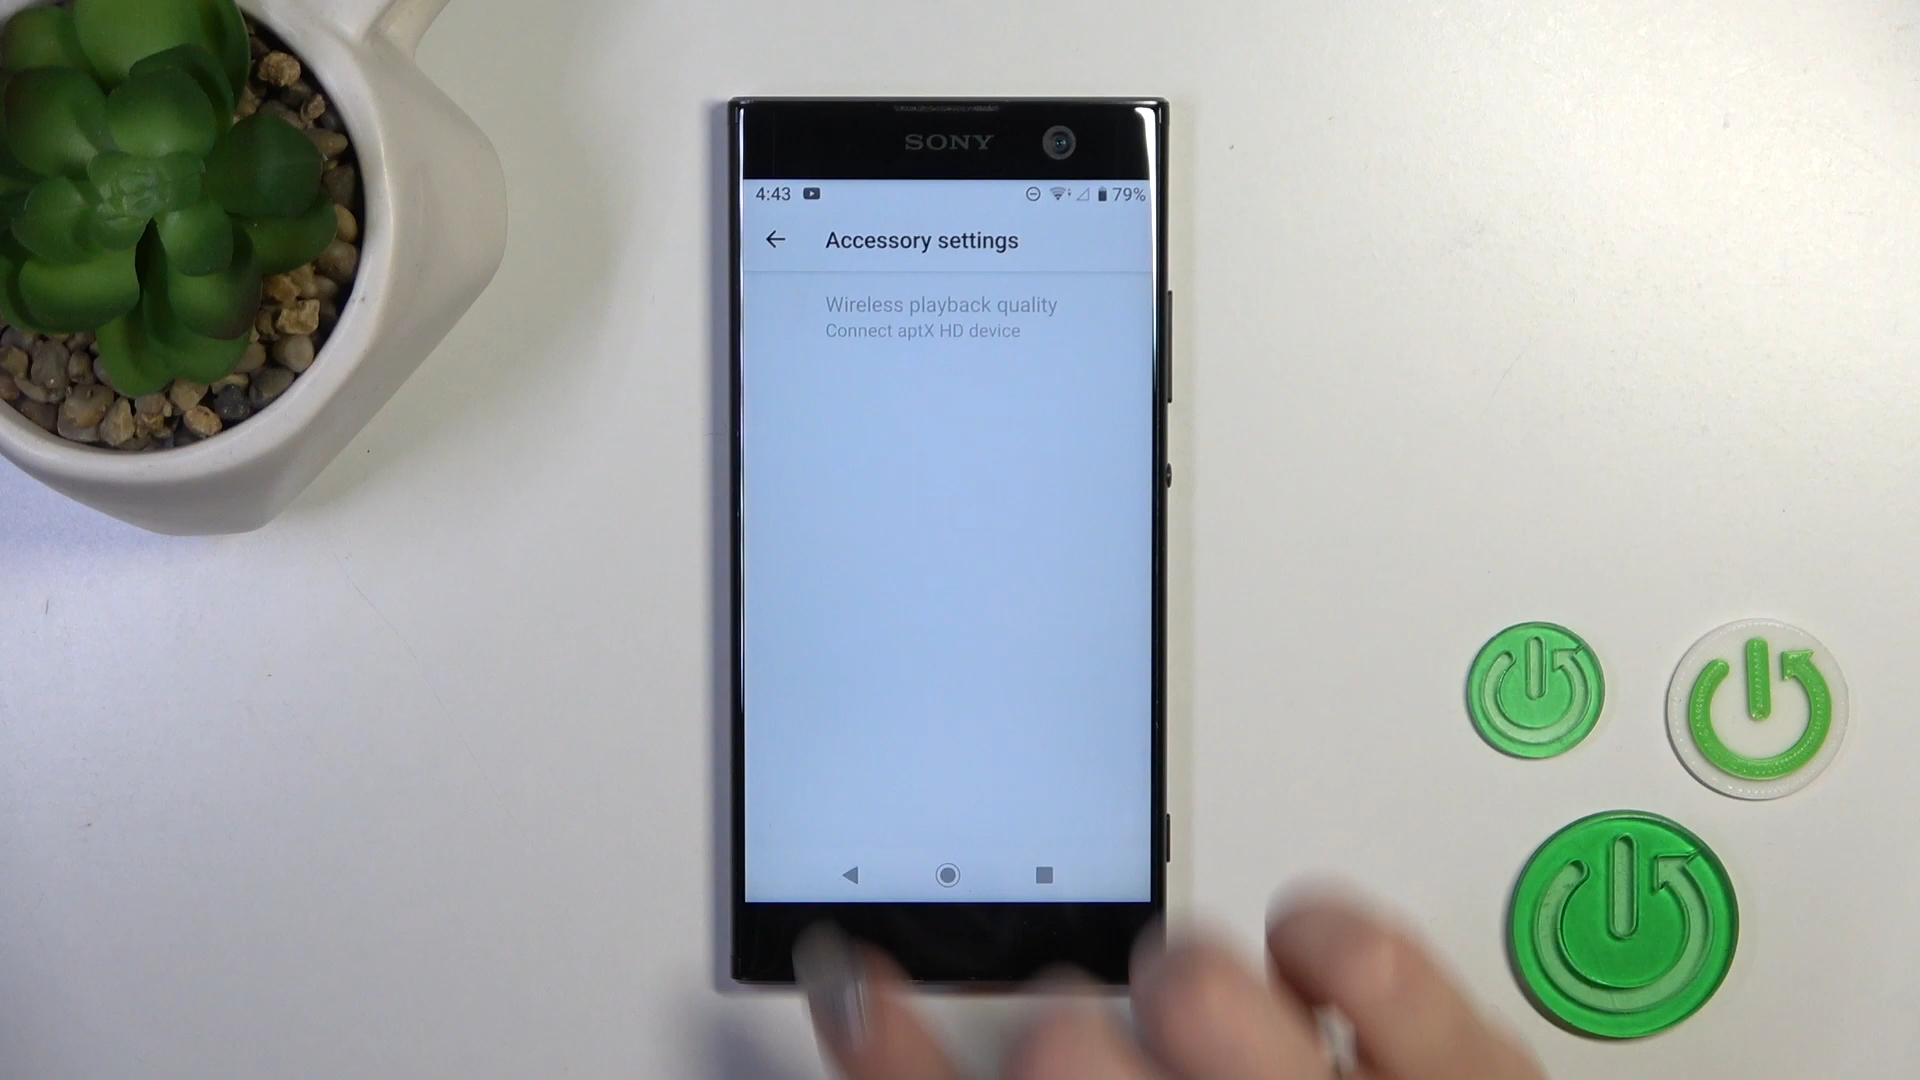 SONY
4:43 79%
Accessory settings
Wireless playback quality
Connect aptX HD device